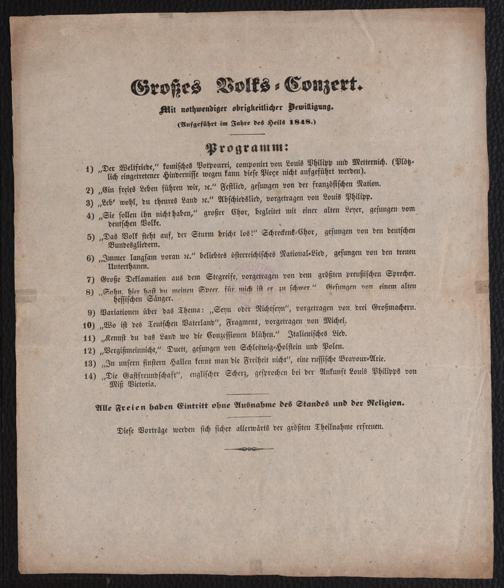 Großes Volks-Conzert.
Mit nothwendiger obrigkeitlicher Bewilligung.
(Aufgeführt im Jahre des Heils 1848.)
Programm:
1) „Der Weltfriede,“ komisches Potpourri, componirt von Louis Philipp und Metternich. (Plötz-
lich eingetretener Hindernisse wegen kann diese Pieçe nicht aufgeführt werden).
2) „Ein freies Leben führen wir, ꝛc.“ Festlied, gesungen von der französischen Nation.
3) „Leb' wohl, du theures Land ꝛc.“ Abschiedslied, vorgetragen von Louis Philipp.
4) „Sie sollen ihn nicht haben,“ großer Chor, begleitet mit einer alten Leyer, gesungen vom
deutschen Volke.
5) „Das Volk steht auf, der Sturm bricht los!“ Schreckens-Chor, gesungen von den deutschen
Bundesgliedern.
6) „Immer langsam voran ꝛc.“ beliebtes österreichisches National-Lied, gesungen von den treuen
Unterthanen.
7) Große Deklamation aus dem Stegreife, vorgetragen von dem größten preußischen Sprecher.
8) „Sohn, hier hast du meinen Speer, für mich ist er zu schwer.“ Gesungen von einem alten
hessischen Sänger.
9) Variationen über das Thema: „Seyn oder Nichtseyn“, vorgetragen von drei Großmachern.
10) „Wo ist des Teutschen Vaterland“, Fragment, vorgetragen von Michel.
11) „Kennst du das Land wo die Conzessionen blühen.“ Italienisches Lied.
12) „Vergißmeinnicht,“ Duett, gesungen von Schleswig-Holstein und Polen.
13) „In unsern finstern Hallen kennt man die Freiheit nicht“, eine russische Bravour-Arie.
14) „Die Gastfreundschaft“, englischer Scherz, gesprochen bei der Ankunft Louis Philipps von
Miß Victoria.
Alle Freien haben Eintritt ohne Ausnahme des Standes und der Religion.
Diese Vorträge werden sich sicher allerwärts der größten Theilnahme erfreuen.